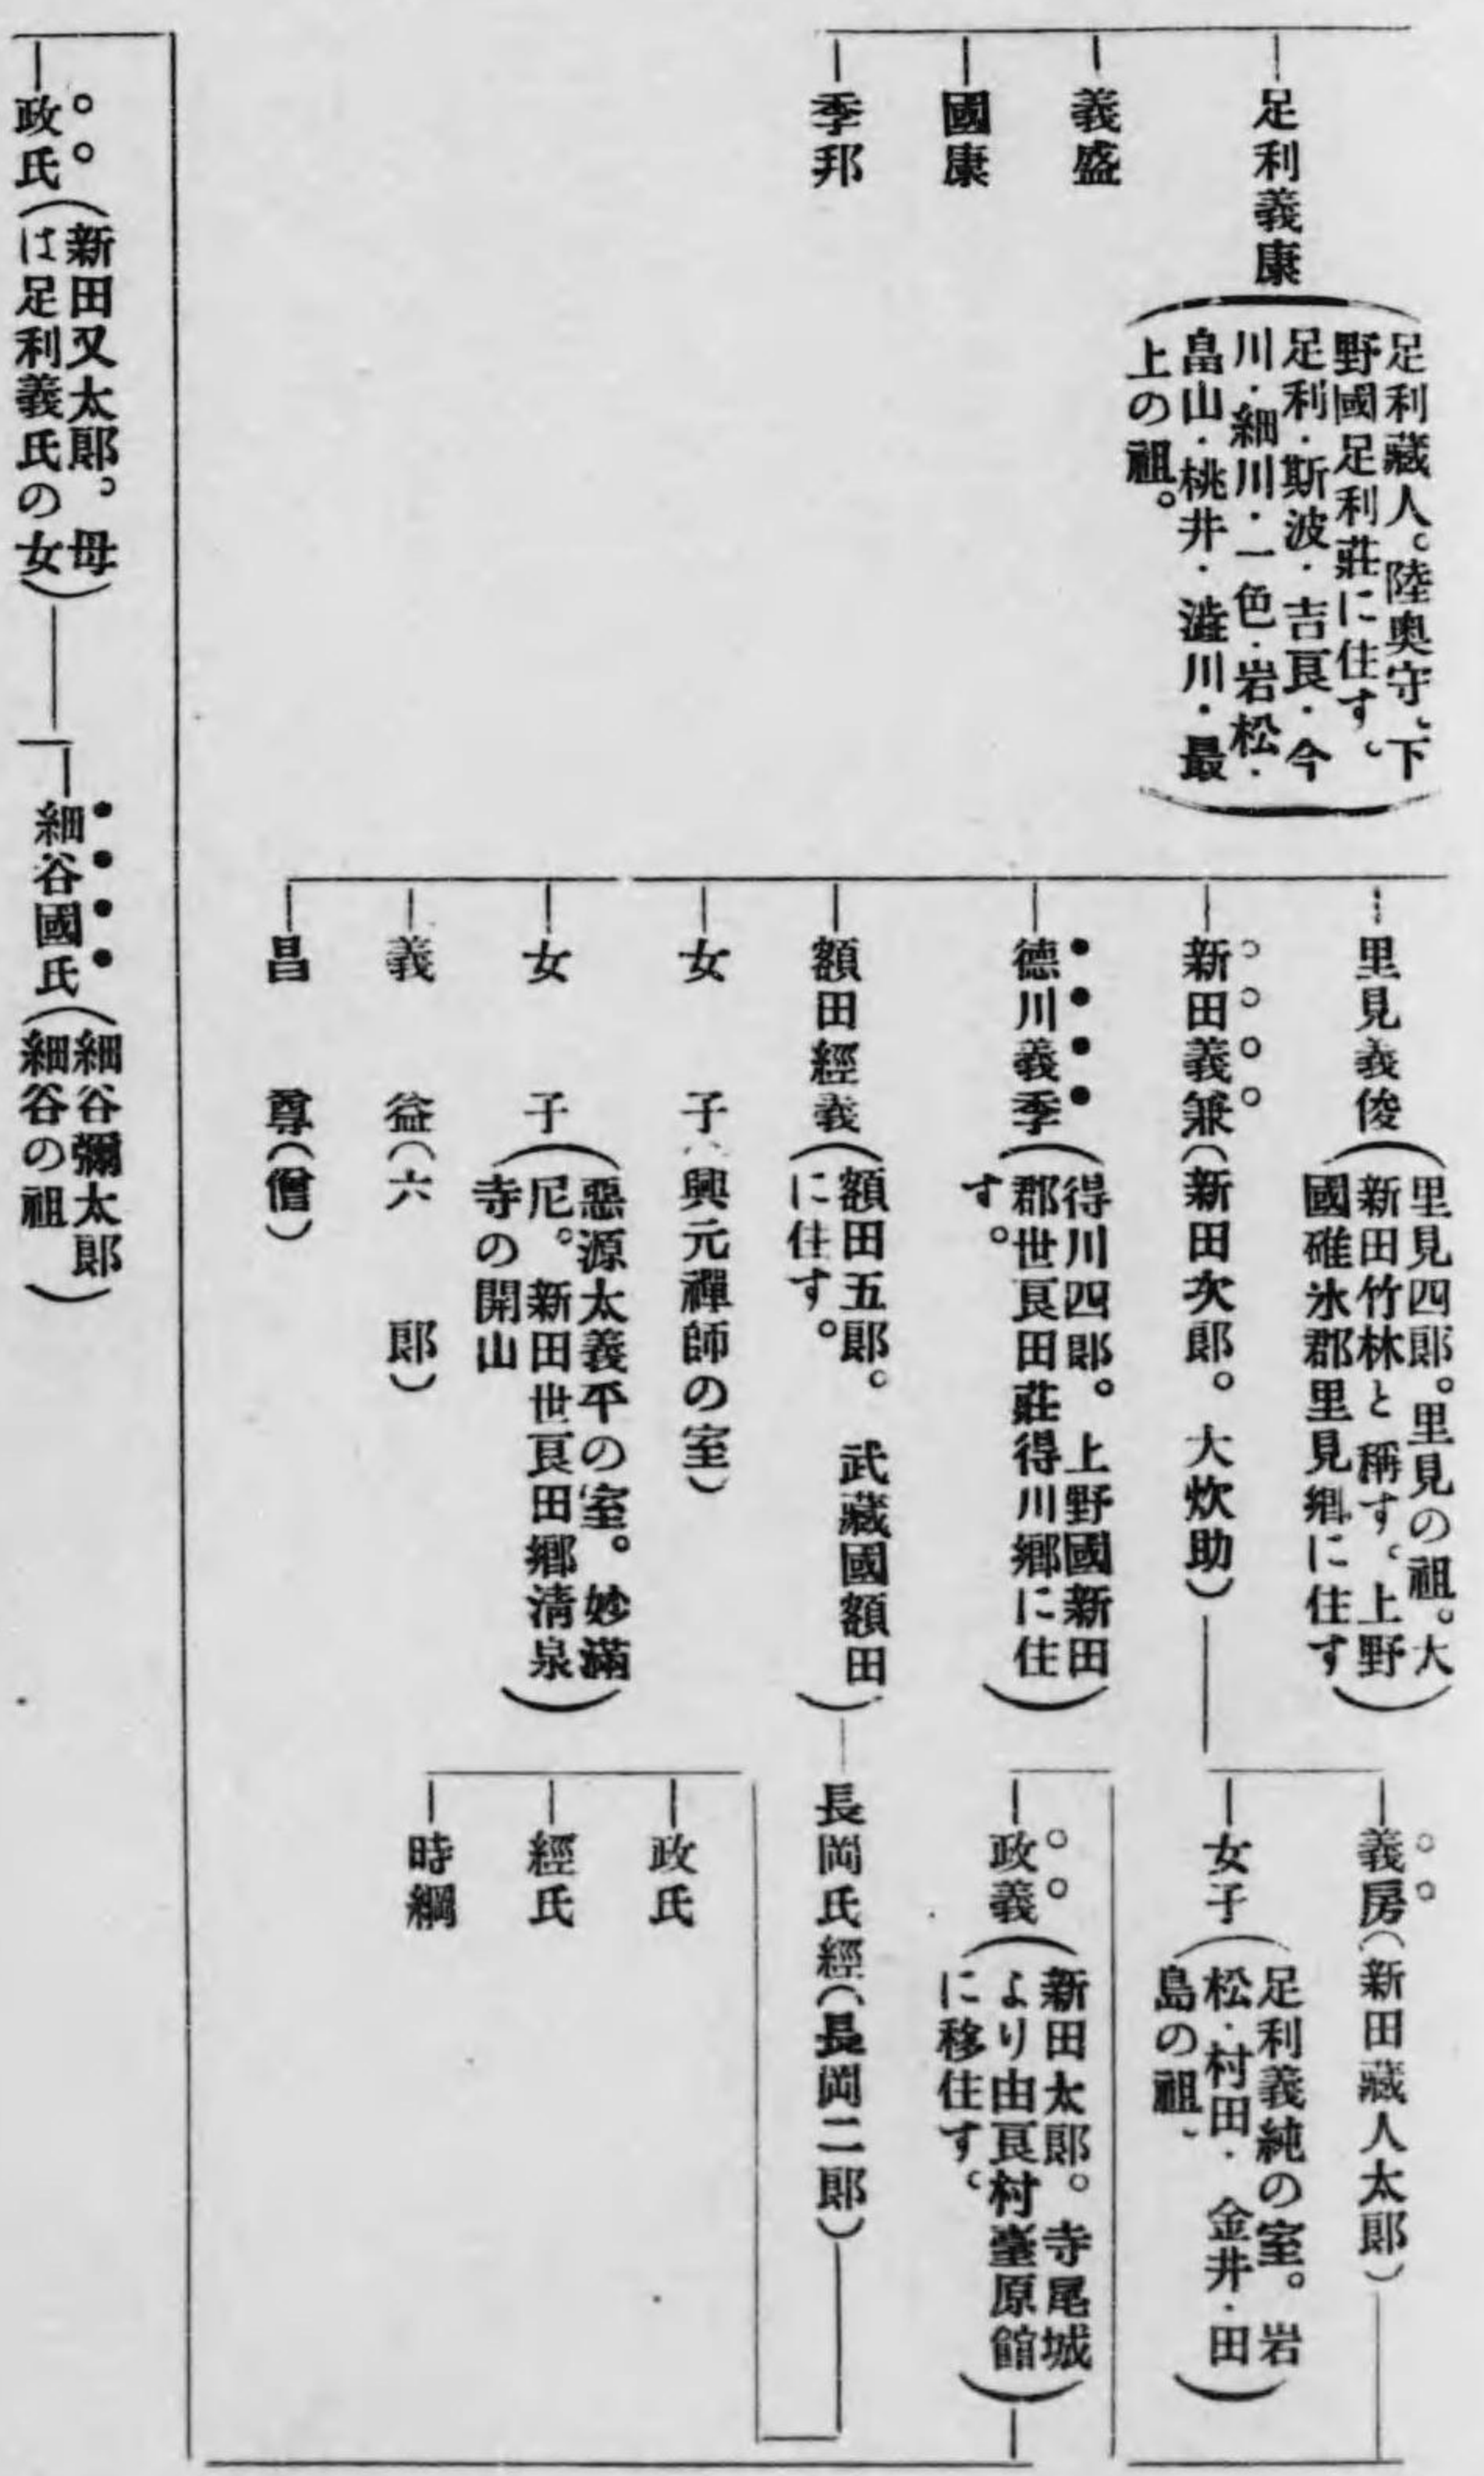 足利義康
足利藏人。陸奥守、下
野國足利莊に住す。
足利・斯波・吉良・今
川・細川・一色・岩松・
畠山・桃井・澁川・最
上の祖。
義盛
國康
季邦
里見義俊
里見四郎。里見の祖。大
新田竹林と稱す。上野
國碓氷郡里見郷に住す
新田義兼(新田次郎。大炊助)
德川義季
得川四郎。上野國新田
郡世良田莊得川郷に住
す。
額田經義
額田五郎。武藏國額田
に住す。
女子(興元禪師の室)
女子
惡源太義平の室。妙滿
尼。新田世良田郷清泉
寺の開山
義益(六郎)
昌尊(僧)
義房(新田藏人太郎)
女子
足利義純の室。岩
松・村田・金井・田
島の祖、
政義
新田太郎。寺尾城
より由良村臺原館
に移住す。
長岡氏經(長岡二郎)
政氏
經氏
時綱
政氏
新田又太郎。母
は足利義氏の女
細谷國氏
細谷彌太郎
細谷の祖